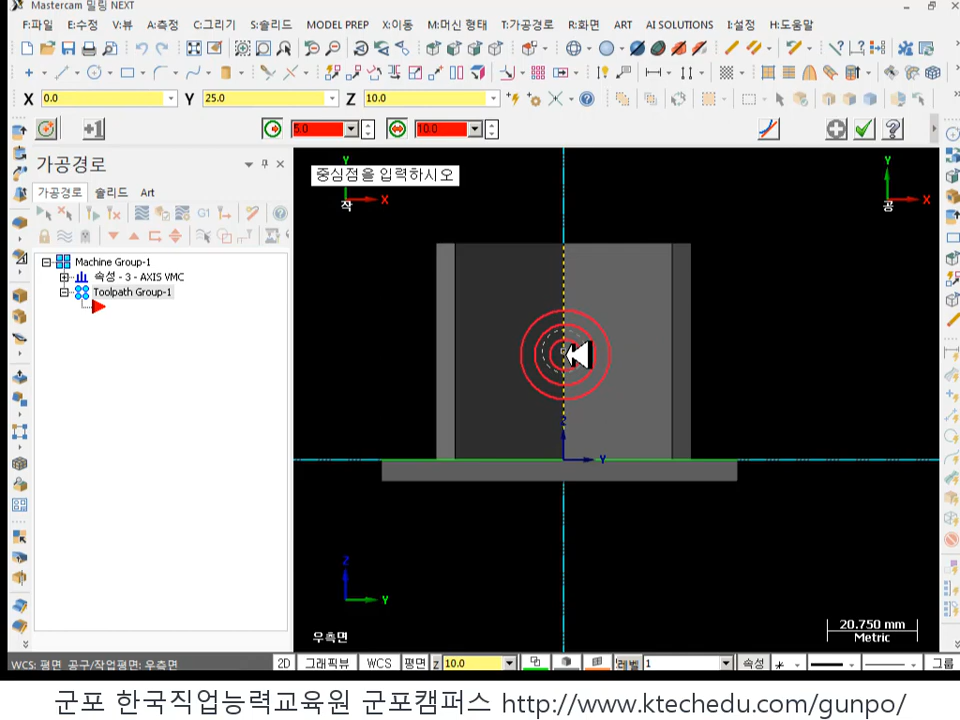 Mastercam 밀링 NEXT
F:파일 E:수정 V:뷰 A:측정 C:그리기 S:솔리드 MODEL PREP X:이동 M:머신 형태 T:가공경로 R:화면 ART AI SOLUTIONS I:설정 H:도움말
X 0.0 Y 25.0 Z 10.0
+1 5.0 10.0
가공경로
가공경로 솔리드 Art
G1
Machine Group-1
속성 - 3 - AXIS VMC
Toolpath Group-1
중심점을 입력하시오
Y X 작
Y X 공
Z Y
Z Y
우측면
20.750 mm
Metric
WCS: 평면 공구/작업평면: 우측면 2D 그래픽뷰 WCS 평면 Z 10.0 레벨 1 속성 그룹
군포 한국직업능력교육원 군포캠퍼스 http://www.ktechedu.com/gunpo/